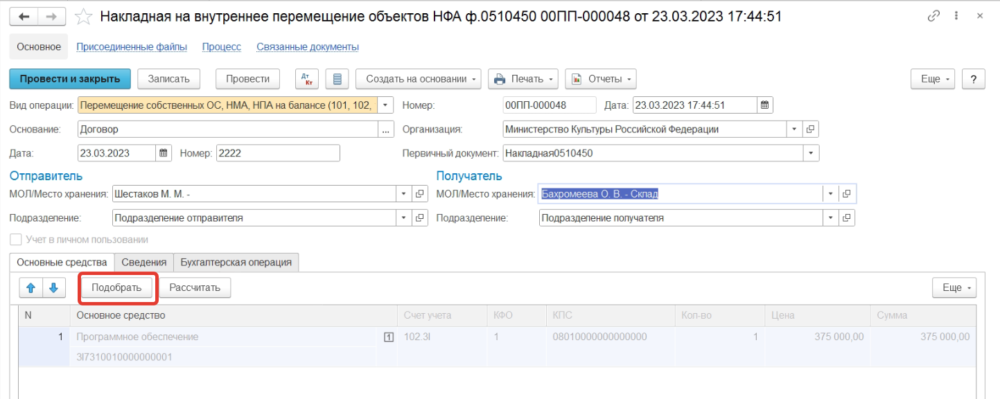 Накладная на внутреннее перемещение объектов НФА ф.0510450 00ПП-000048 от 23.03.2023 17:44:51
Основное Присоединенные файлы Процесс Связанные документы
Провести и закрыть Записать Провести Дт Кт Создать на основании Печать Отчеты Еще ?
Вид операции: Перемещение собственных ОС, НМА, НПА на балансе (101, 102, Номер: 00ПП-000048 Дата: 23.03.2023 17:44:51
Основание: Договор ... Организация: Министерство Культуры Российской Федерации
Дата: 23.03.2023 Номер: 2222 Первичный документ: Накладная0510450
Отправитель Получатель
МОЛ/Место хранения: Шестаков М. М. - МОЛ/Место хранения: Бахромеева О. В. - Склад
Подразделение: Подразделение отправителя Подразделение: Подразделение получателя
Учет в личном пользовании
Основные средства Сведения Бухгалтерская операция
Подобрать Рассчитать Еще
N Основное средство Счет учета КФО КПС Кол-во Цена Сумма
1 Программное обеспечение 1 102.3I 1 08010000000000000 1 375 000,00 375 000,00
3I7310010000000001